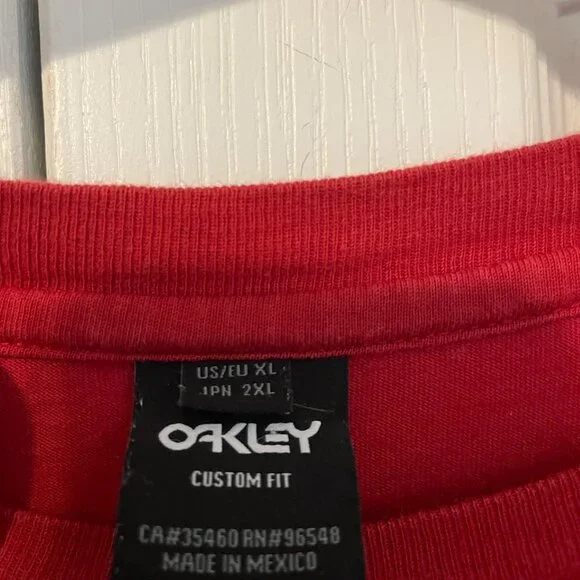 US/EU XL
JPN 2XL
OAKLEY
CUSTOM FIT
CA#35460 RN#96548
MADE IN MEXICO